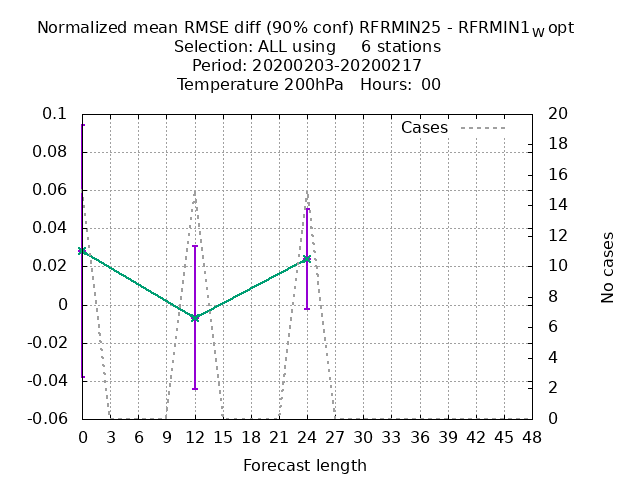 Normalized mean RMSE diff (90% conf) RFRMIN25 - RFRMIN1w opt
Selection: ALL using 6 stations
Period: 20200203-20200217
Temperature 200hPa Hours: 00
Cases
0.1
0.08
0.06
0.04
0.02
0
-0.02
-0.04
-0.06
20
18
16
14
12
10
8
6
4
2
0
No cases
0 3 6 9 12 15 18 21 24 27 30 33 36 39 42 45 48
Forecast length